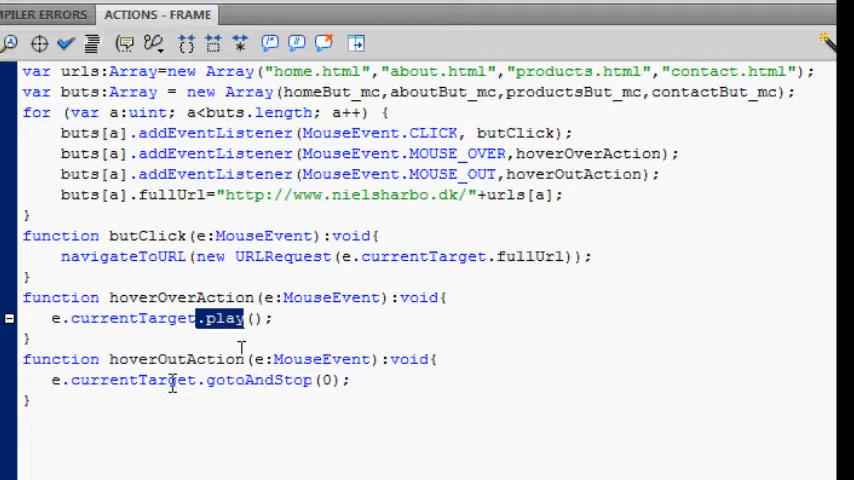 PILER ERRORS ACTIONS - FRAME
var urls:Array=new Array("home.html","about.html","products.html","contact.html");
var buts:Array = new Array(homeBut_mc,aboutBut_mc,productsBut_mc,contactBut_mc);
for (var a:uint; a<buts.length; a++) {
buts[a].addEventListener(MouseEvent.CLICK, butClick);
buts[a].addEventListener(MouseEvent.MOUSE_OVER,hoverOverAction);
buts[a].addEventListener(MouseEvent.MOUSE_OUT,hoverOutAction);
buts[a].fullUrl="http://www.nielsharbo.dk/"+urls[a];
}
function butClick(e:MouseEvent):void{
navigateToURL(new URLRequest(e.currentTarget.fullUrl));
}
function hoverOverAction(e:MouseEvent):void{
e.currentTarget.play();
}
function hoverOutAction(e:MouseEvent):void{
e.currentTarget.gotoAndStop(0);
}